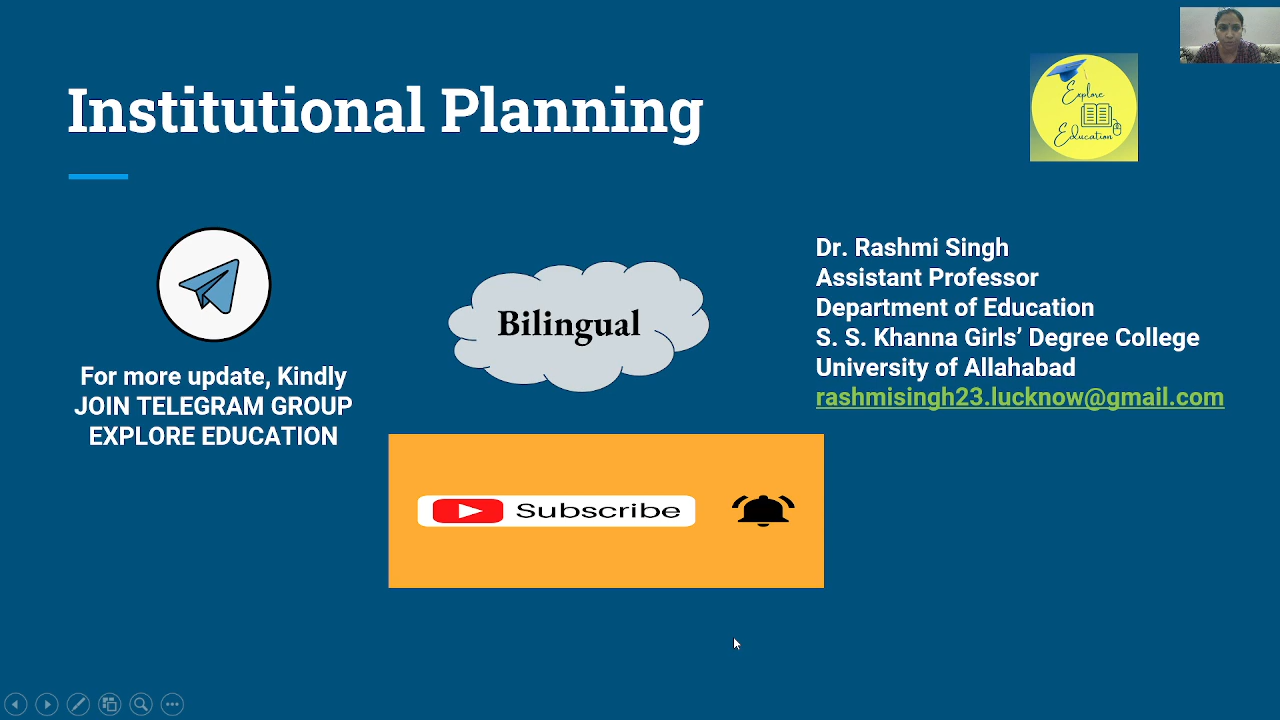 Institutional Planning
Explore
Education
For more update, Kindly
JOIN TELEGRAM GROUP
EXPLORE EDUCATION
Bilingual
Dr. Rashmi Singh
Assistant Professor
Department of Education
S. S. Khanna Girls’ Degree College
University of Allahabad
rashmisingh23.lucknow@gmail.com
Subscribe